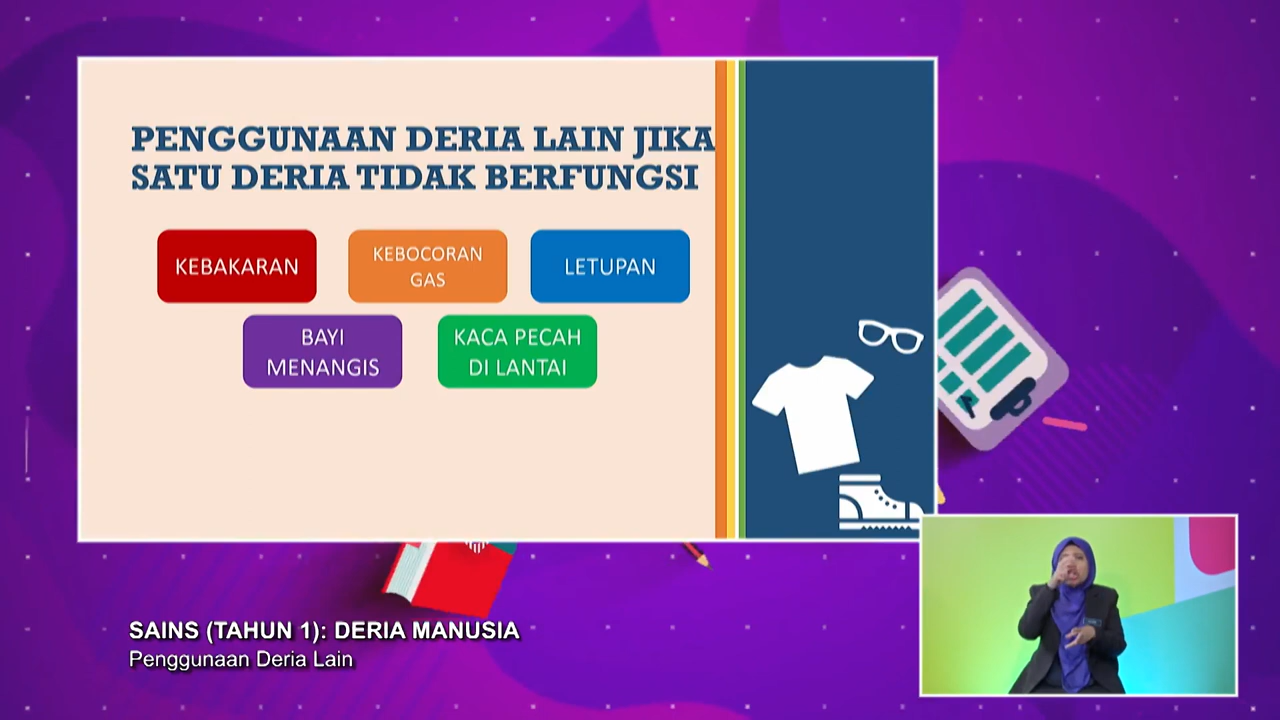 PENGGUNAAN DERIA LAIN JIKA
SATU DERIA TIDAK BERFUNGSI
KEBAKARAN
KEBOCORAN
GAS
LETUPAN
BAYI
MENANGIS
KACA PECAH
DI LANTAI
SAINS (TAHUN 1): DERIA MANUSIA
Penggunaan Deria Lain